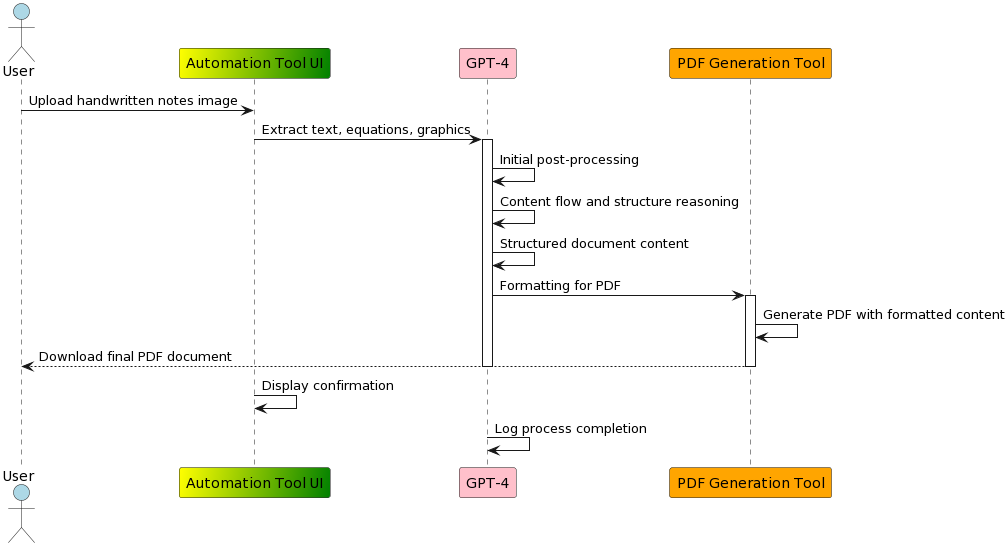 User
Automation Tool UI
GPT-4
PDF Generation Tool
Upload handwritten notes image
Extract text, equations, graphics
Initial post-processing
Content flow and structure reasoning
Structured document content
Formatting for PDF
Generate PDF with formatted content
Download final PDF document
Display confirmation
Log process completion
User
Automation Tool UI
GPT-4
PDF Generation Tool